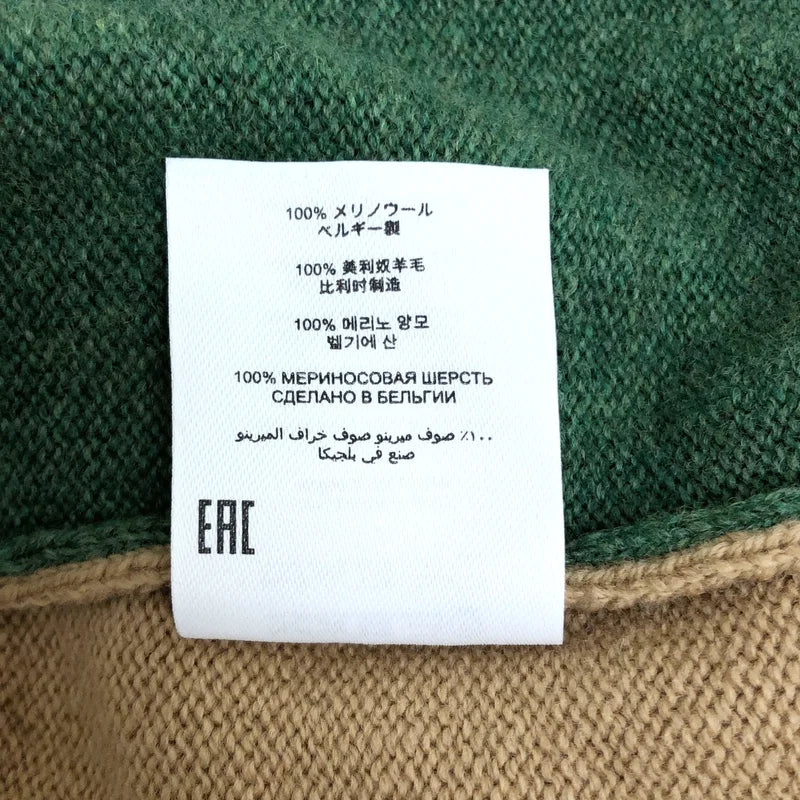 100% メリノウール
ベルギー製
100% 美利奴羊毛
比利时制造
100% 메리노 양모
벨기에 산
100% МЕРИНОСОВАЯ ШЕРСТЬ
СДЕЛАНО В БЕЛЬГИИ
١٠٠٪ صوف ميرينو صوف خراف الميرينو
صنع في بلجيكا
EAC